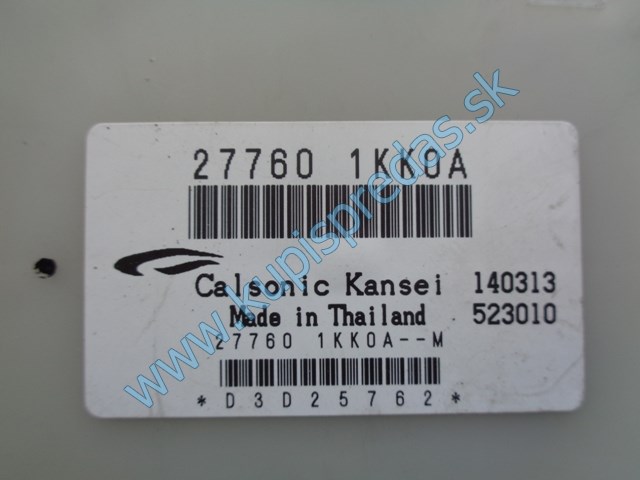 27760 1KK0A
Calsonic Kansei 140313
Made in Thailand 523010
27760 1KK0A--M
*D3D25762*
www.kupispredas.sk